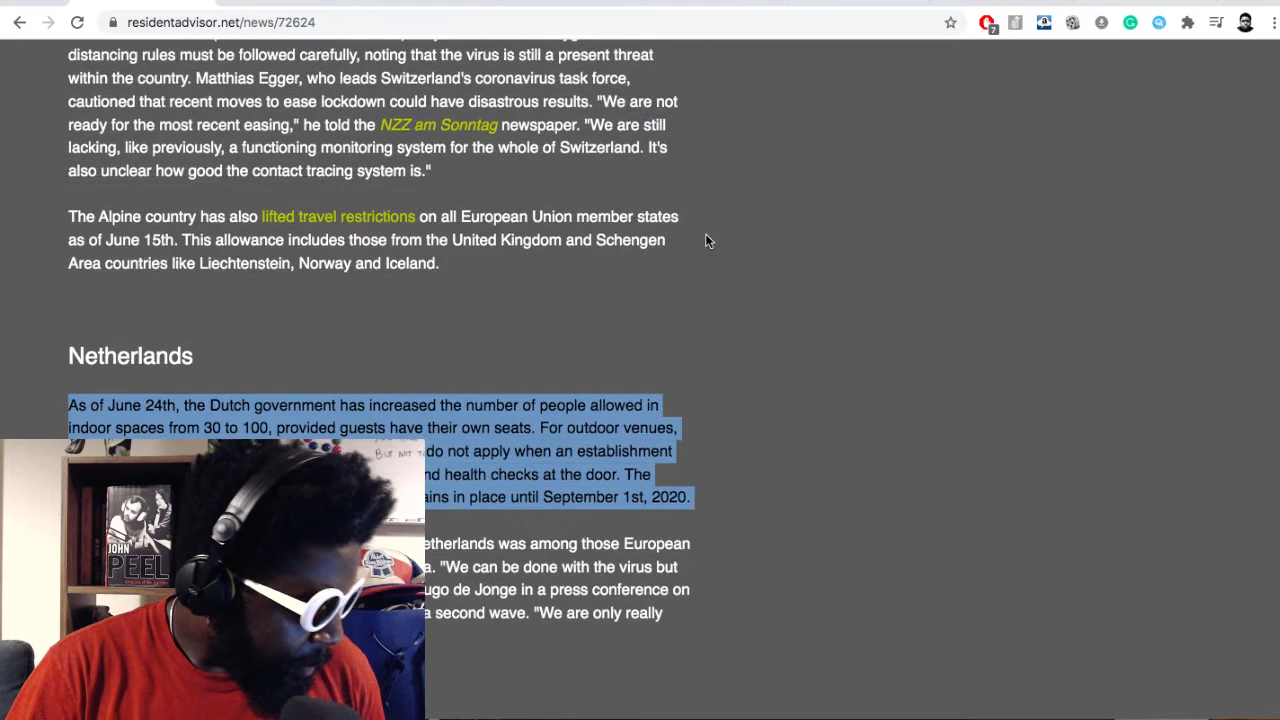 residentadvisor.net/news/72624
7
distancing rules must be followed carefully, noting that the virus is still a present threat
within the country. Matthias Egger, who leads Switzerland's coronavirus task force,
cautioned that recent moves to ease lockdown could have disastrous results. "We are not
ready for the most recent easing," he told the NZZ am Sonntag newspaper. "We are still
lacking, like previously, a functioning monitoring system for the whole of Switzerland. It's
also unclear how good the contact tracing system is."
The Alpine country has also lifted travel restrictions on all European Union member states
as of June 15th. This allowance includes those from the United Kingdom and Schengen
Area countries like Liechtenstein, Norway and Iceland.
Netherlands
As of June 24th, the Dutch government has increased the number of people allowed in
indoor spaces from 30 to 100, provided guests have their own seats. For outdoor venues,
do not apply when an establishment
nd health checks at the door. The
ains in place until September 1st, 2020.
etherlands was among those European
a. "We can be done with the virus but
ugo de Jonge in a press conference on
a second wave. "We are only really
BUT NOT
JOHN
PEEL